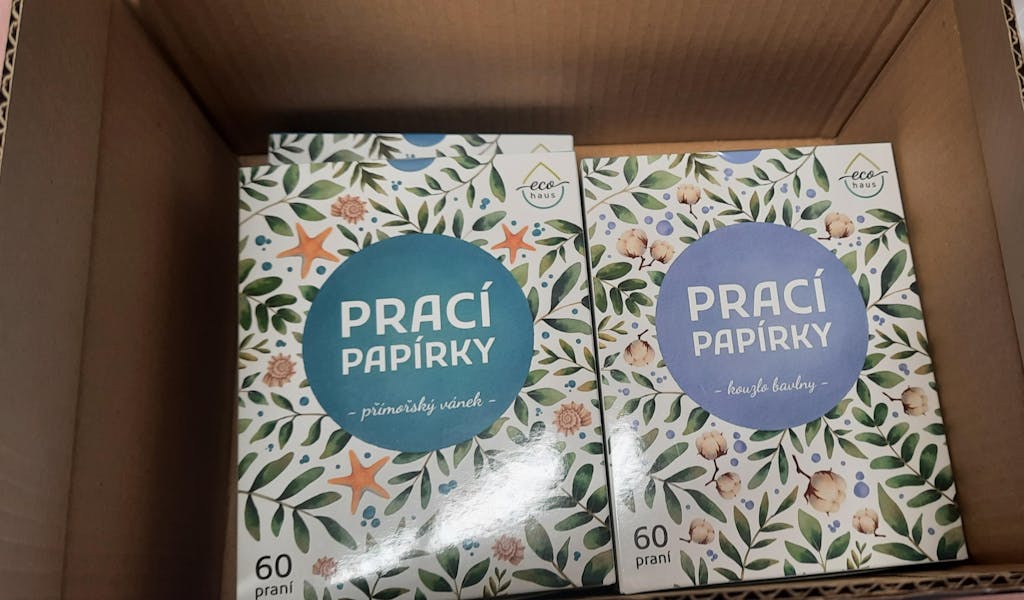 eco
haus
PRACÍ
PAPÍRKY
- přímořský vánek -
60
praní
eco
haus
PRACÍ
PAPÍRKY
- kouzlo bavlny -
60
praní